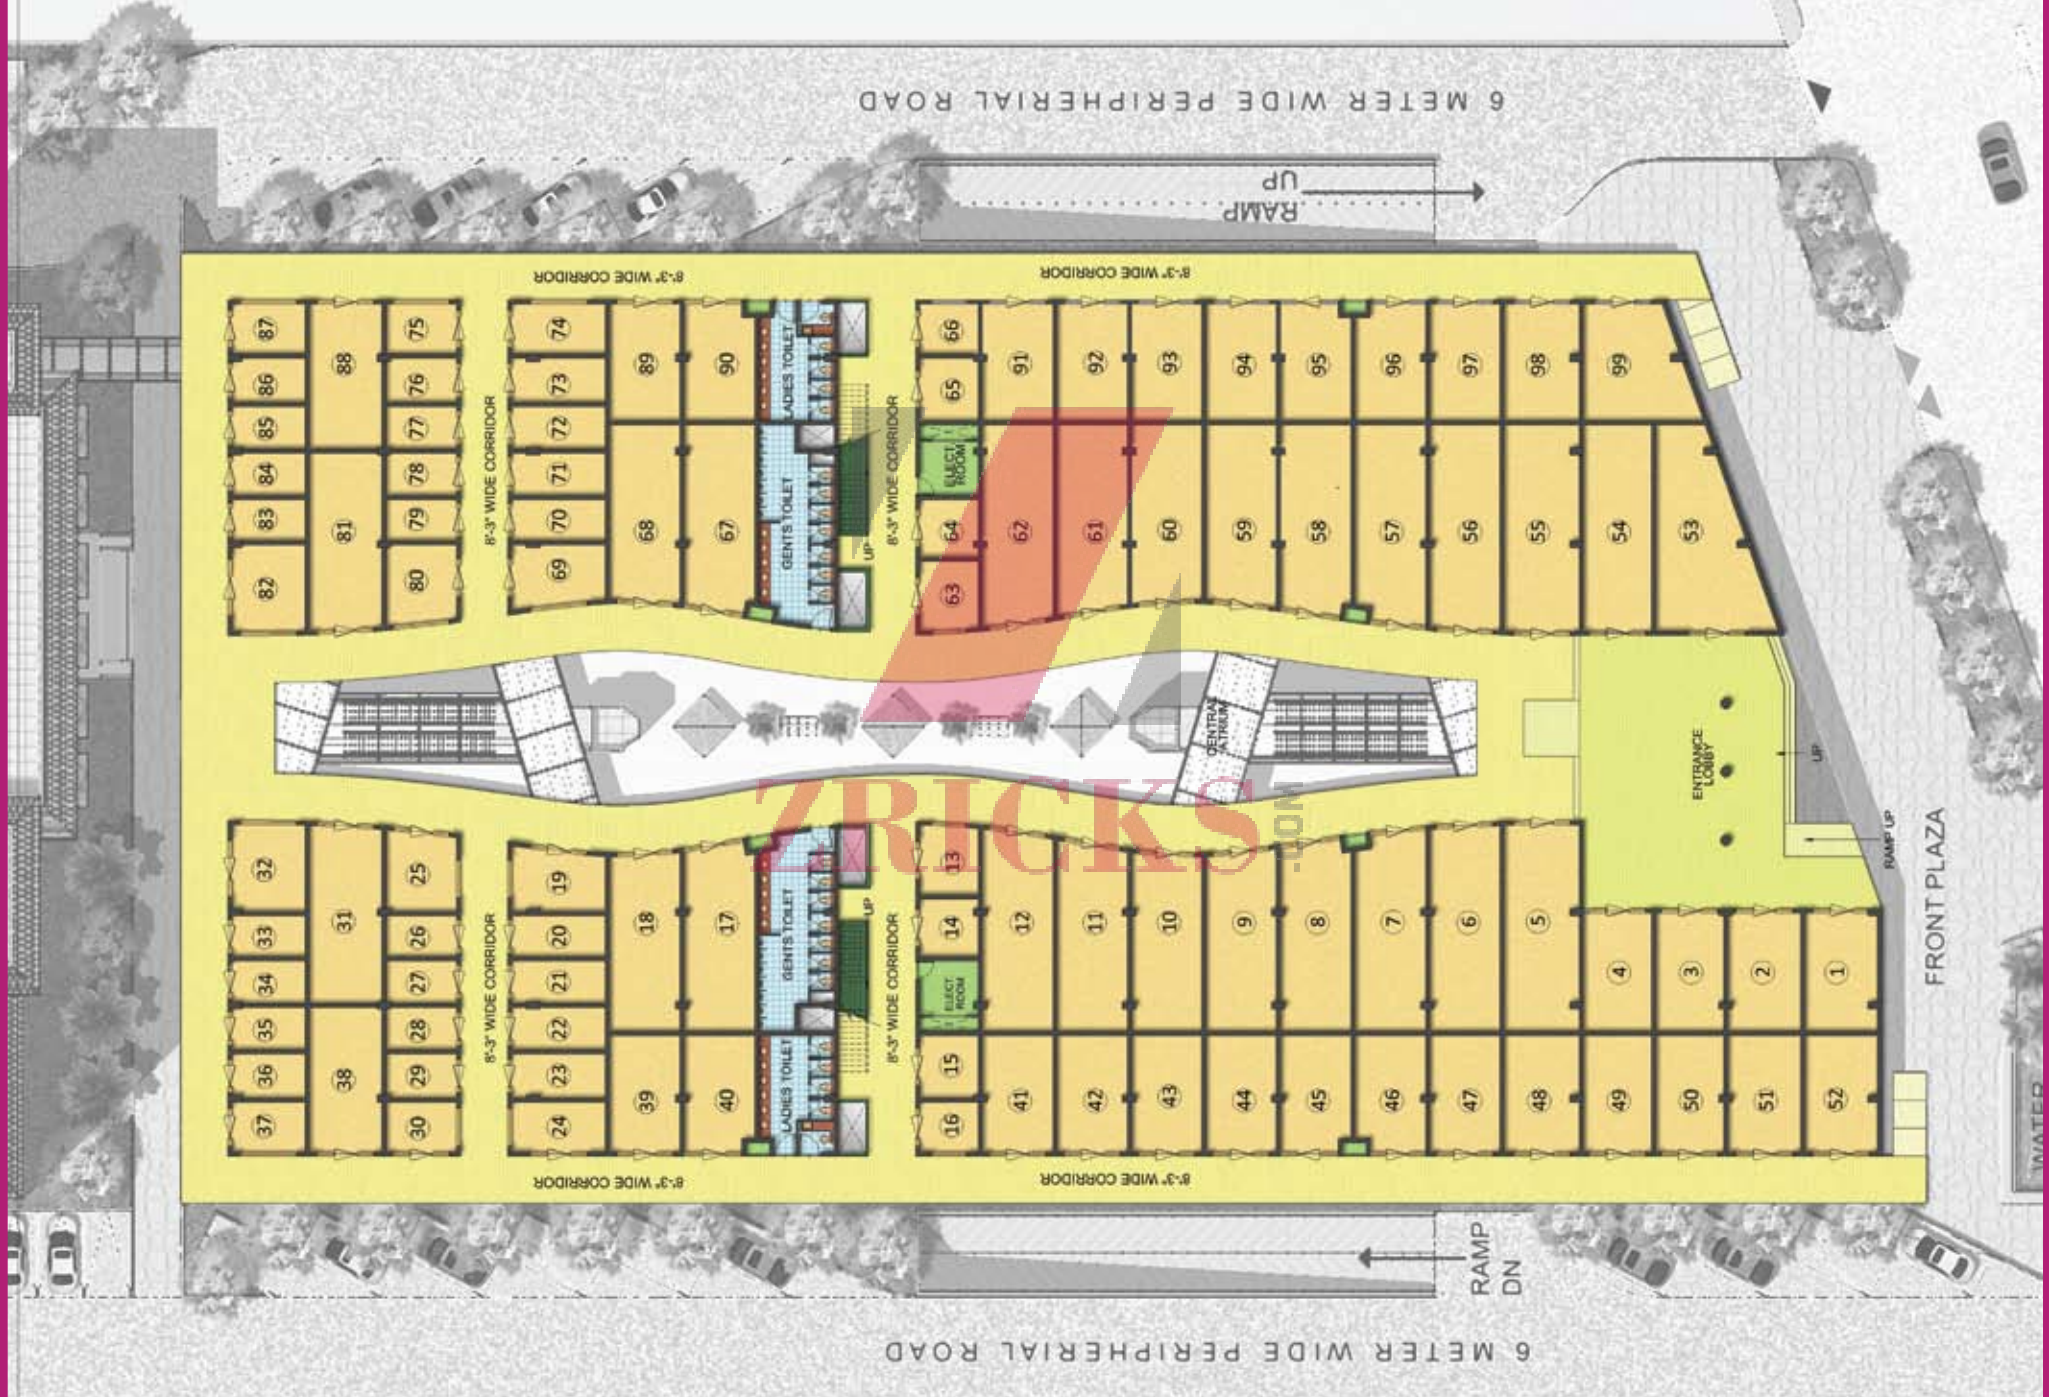 6 METER WIDE PERIPHERIAL ROAD
RAMP
UP
8'-3" WIDE CORRIDOR
8'-3" WIDE CORRIDOR
87
88
75
74
89
90
LADIES TOILET
66
91
92
93
94
95
96
97
98
99
86
76
73
65
85
77
72
8'-3" WIDE CORRIDOR
8'-3" WIDE CORRIDOR
84
78
71
GENTS TOILET
ELECT
ROOM
83
81
79
70
68
67
UP
64
62
61
60
59
58
57
56
55
54
53
82
80
69
63
CENTRAL
ATRIUM
ENTRANCE
LOBBY
UP
ZRICKS
.COM
RAMP UP
FRONT PLAZA
32
25
19
13
33
31
26
20
18
17
GENTS TOILET
UP
14
12
11
10
9
8
7
6
5
34
27
21
8'-3" WIDE CORRIDOR
8'-3" WIDE CORRIDOR
ELECT
ROOM
4
3
2
1
35
28
22
36
38
29
23
39
40
LADIES TOILET
15
41
42
43
44
45
46
47
48
49
50
51
52
37
30
24
16
WATER
8'-3" WIDE CORRIDOR
8'-3" WIDE CORRIDOR
RAMP
DN
6 METER WIDE PERIPHERIAL ROAD